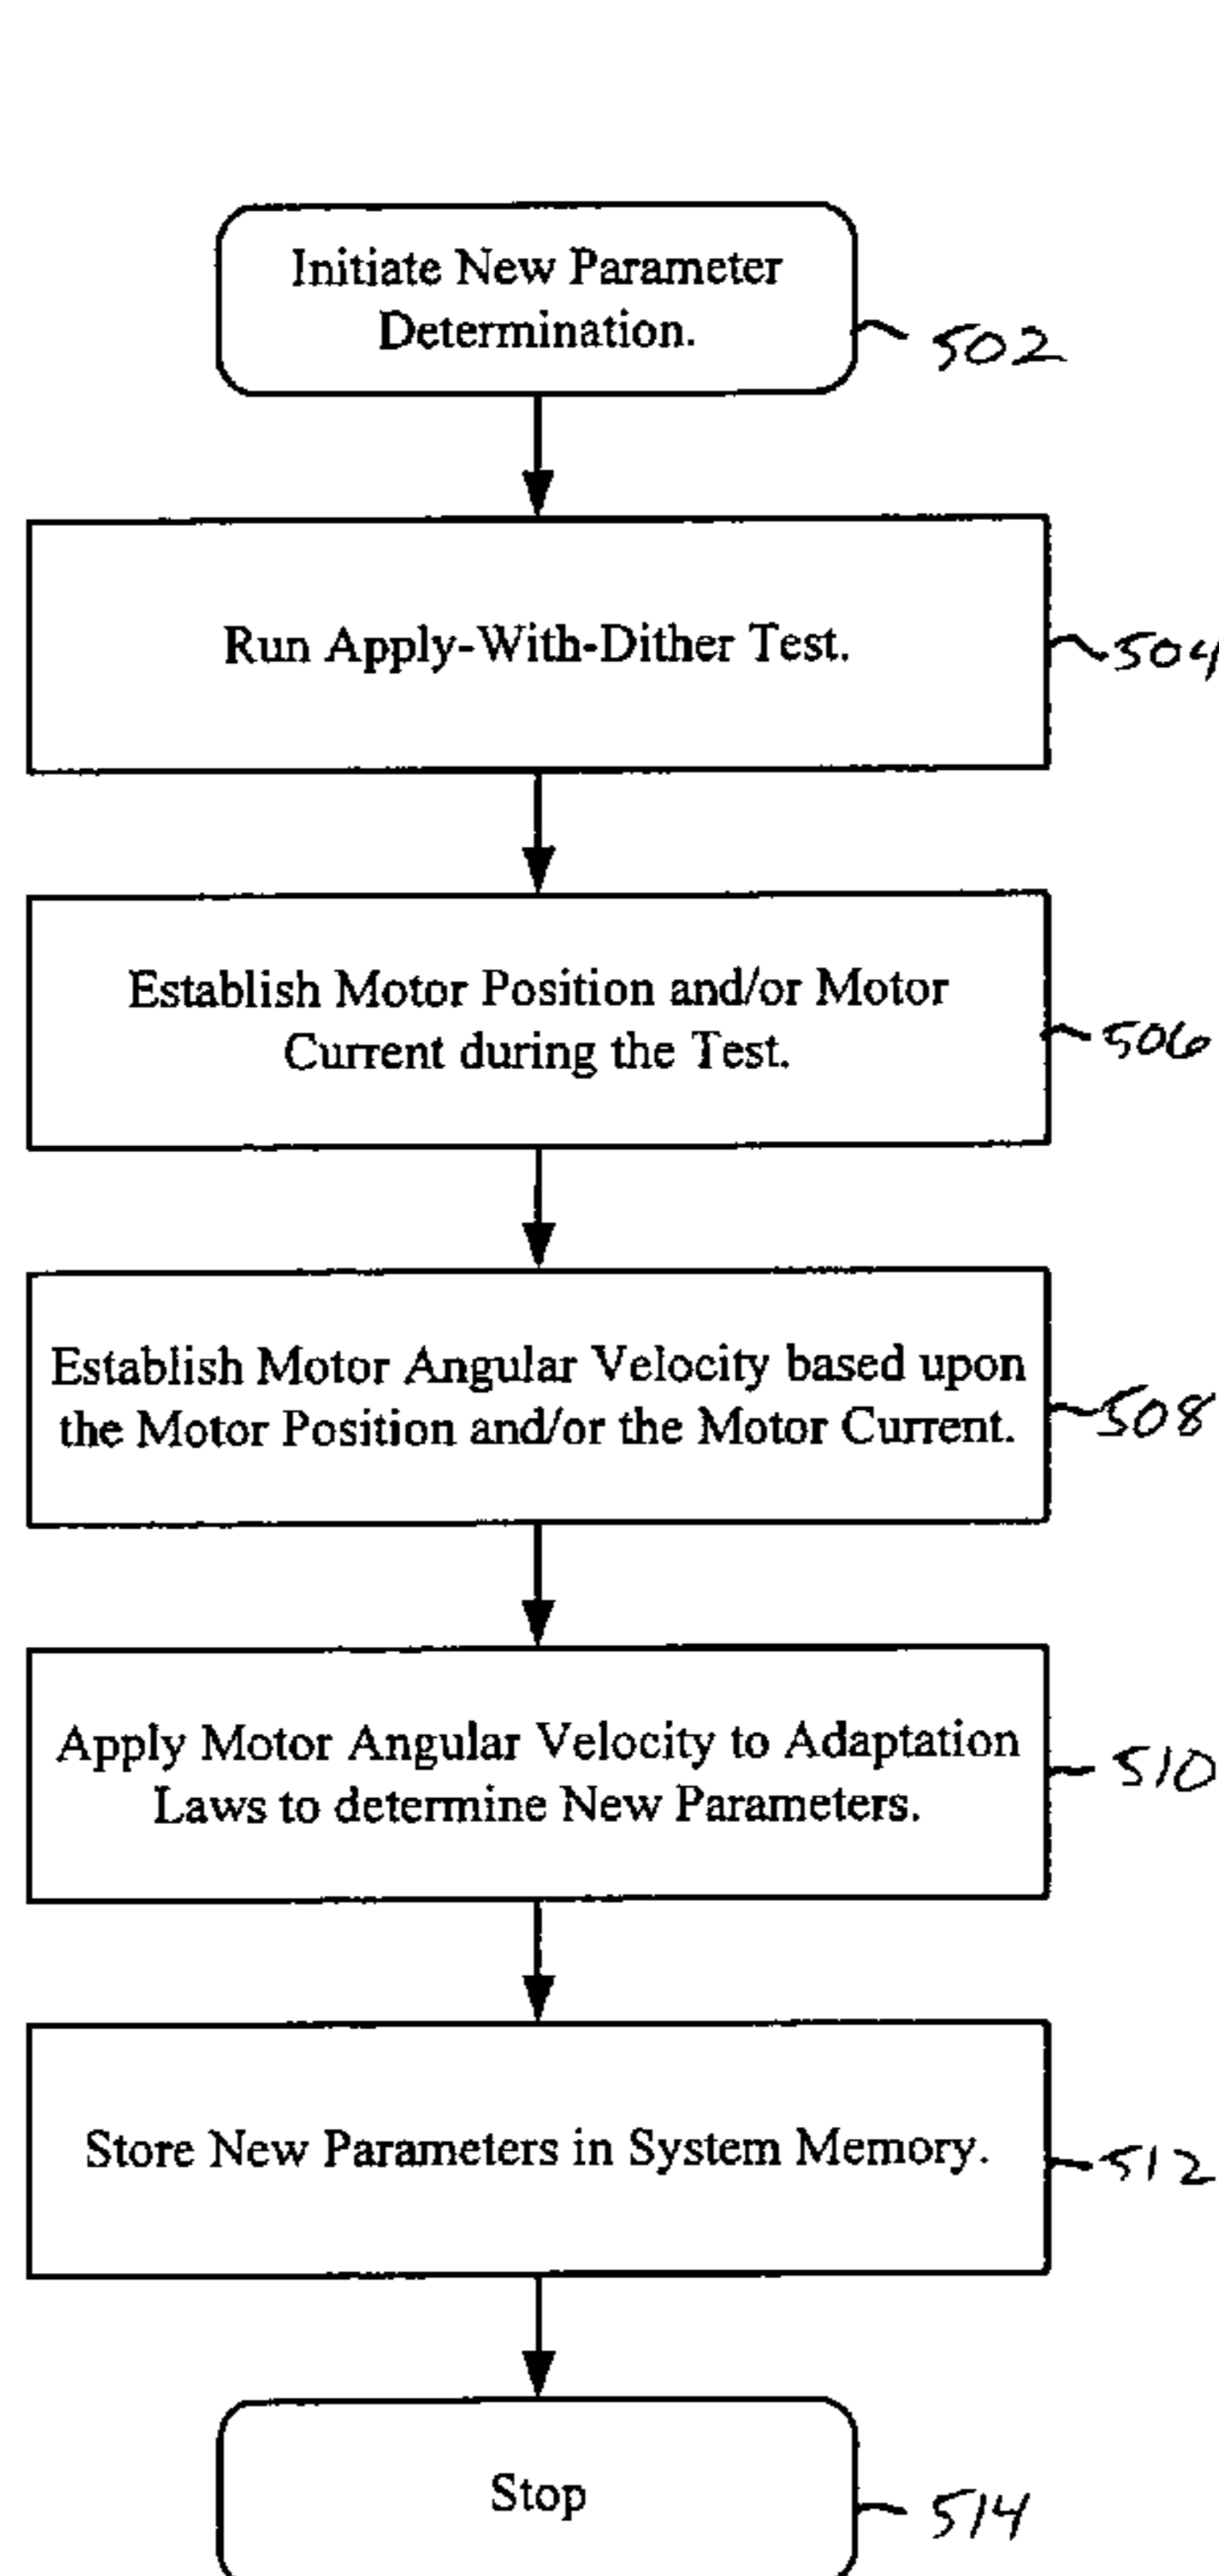 Initiate New Parameter
Determination.
502
Run Apply-With-Dither Test.
504
Establish Motor Position and/or Motor
Current during the Test.
506
Establish Motor Angular Velocity based upon
the Motor Position and/or the Motor Current.
508
Apply Motor Angular Velocity to Adaptation
Laws to determine New Parameters.
510
Store New Parameters in System Memory.
512
Stop
514